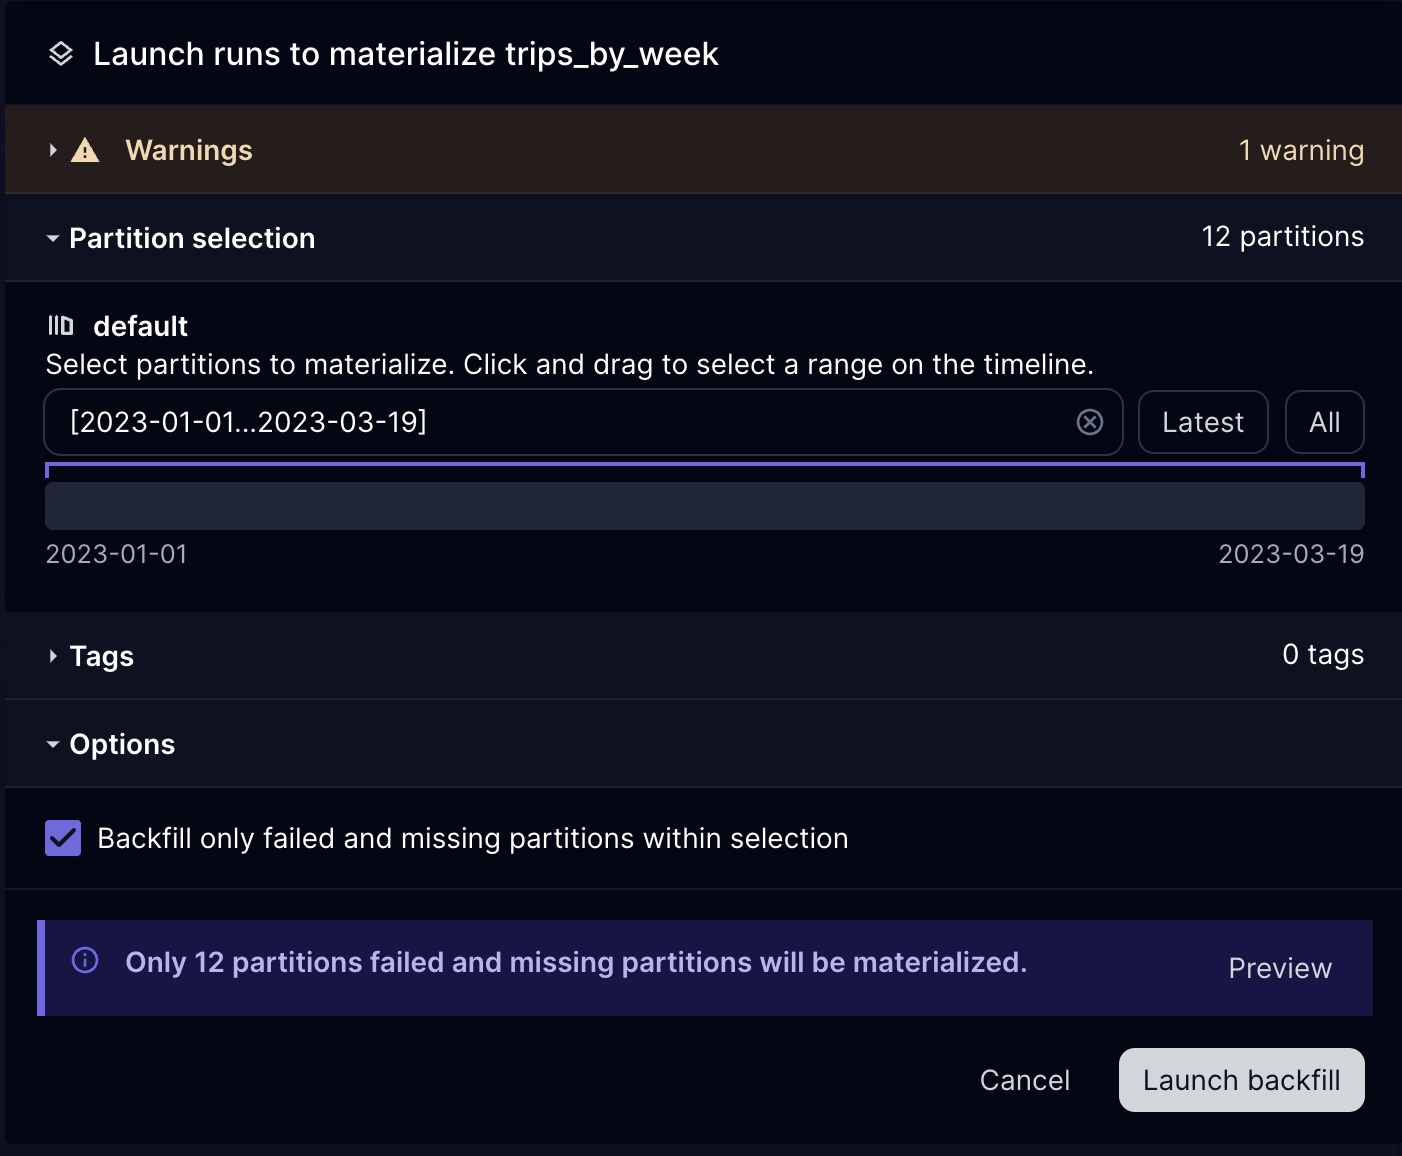 Launch runs to materialize trips_by_week
Warnings 1 warning
Partition selection 12 partitions
default
Select partitions to materialize. Click and drag to select a range on the timeline.
[2023-01-01...2023-03-19] Latest All
2023-01-01 2023-03-19
Tags 0 tags
Options
Backfill only failed and missing partitions within selection
Only 12 partitions failed and missing partitions will be materialized. Preview
Cancel Launch backfill